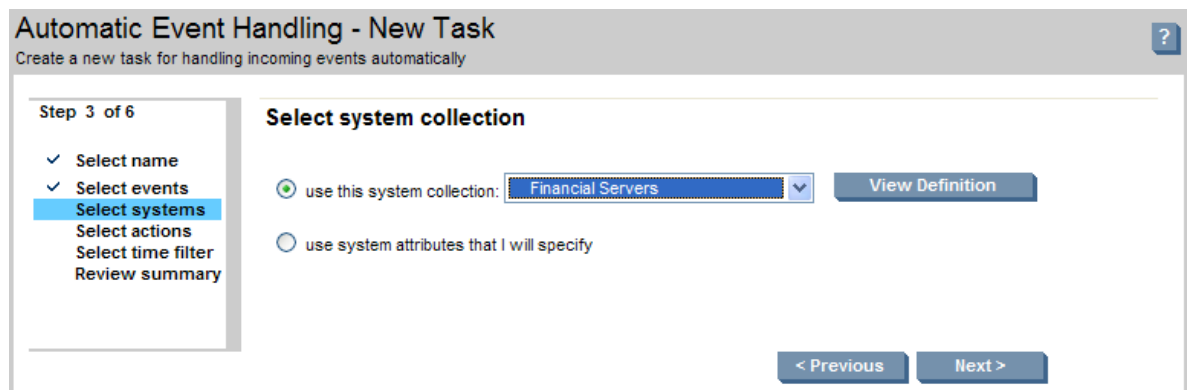 Automatic Event Handling - New Task
Create a new task for handling incoming events automatically
?
Step 3 of 6
Select name
Select events
Select systems
Select actions
Select time filter
Review summary
Select system collection
use this system collection: Financial Servers View Definition
use system attributes that I will specify
< Previous Next >